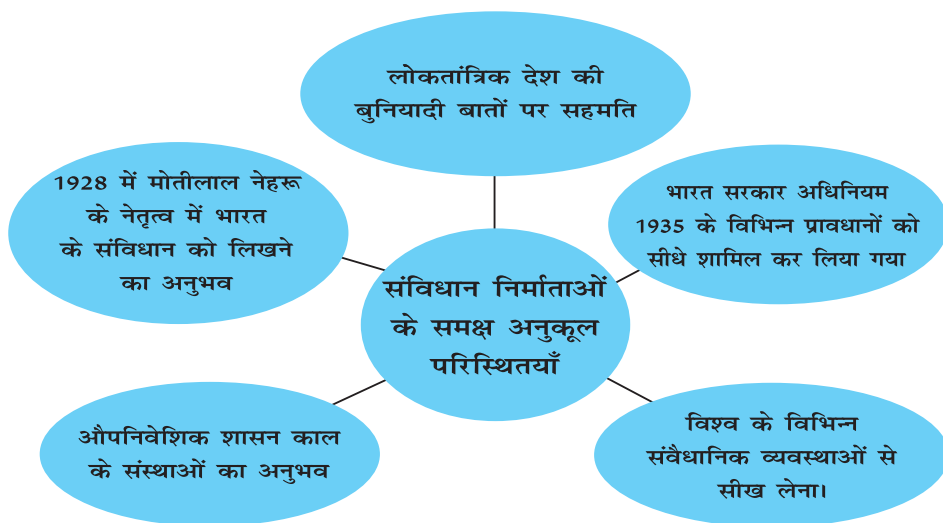 लोकतांत्रिक देश की
बुनियादी बातों पर सहमति
1928 में मोतीलाल नेहरू
के नेतृत्व में भारत
के संविधान को लिखने
का अनुभव
भारत सरकार अधिनियम
1935 के विभिन्न प्रावधानों को
सीधे शामिल कर लिया गया
संविधान निर्माताओं
के समक्ष अनुकूल
परिस्थितयाँ
औपनिवेशिक शासन काल
के संस्थाओं का अनुभव
विश्व के विभिन्न
संवैधानिक व्यवस्थाओं से
सीख लेना।